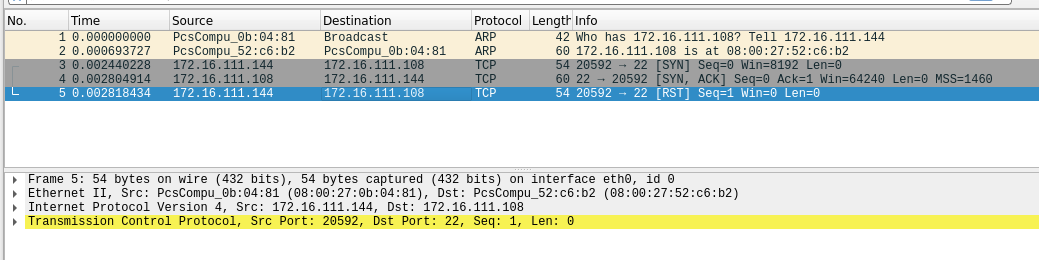 No. Time Source Destination Protocol Length Info
1 0.000000000 PcsCompu_0b:04:81 Broadcast ARP 42 Who has 172.16.111.108? Tell 172.16.111.144
2 0.000693727 PcsCompu_52:c6:b2 PcsCompu_0b:04:81 ARP 60 172.16.111.108 is at 08:00:27:52:c6:b2
3 0.002440228 172.16.111.144 172.16.111.108 TCP 54 20592 → 22 [SYN] Seq=0 Win=8192 Len=0
4 0.002804914 172.16.111.108 172.16.111.144 TCP 60 22 → 20592 [SYN, ACK] Seq=0 Ack=1 Win=64240 Len=0 MSS=1460
5 0.002818434 172.16.111.144 172.16.111.108 TCP 54 20592 → 22 [RST] Seq=1 Win=0 Len=0
Frame 5: 54 bytes on wire (432 bits), 54 bytes captured (432 bits) on interface eth0, id 0
Ethernet II, Src: PcsCompu_0b:04:81 (08:00:27:0b:04:81), Dst: PcsCompu_52:c6:b2 (08:00:27:52:c6:b2)
Internet Protocol Version 4, Src: 172.16.111.144, Dst: 172.16.111.108
Transmission Control Protocol, Src Port: 20592, Dst Port: 22, Seq: 1, Len: 0